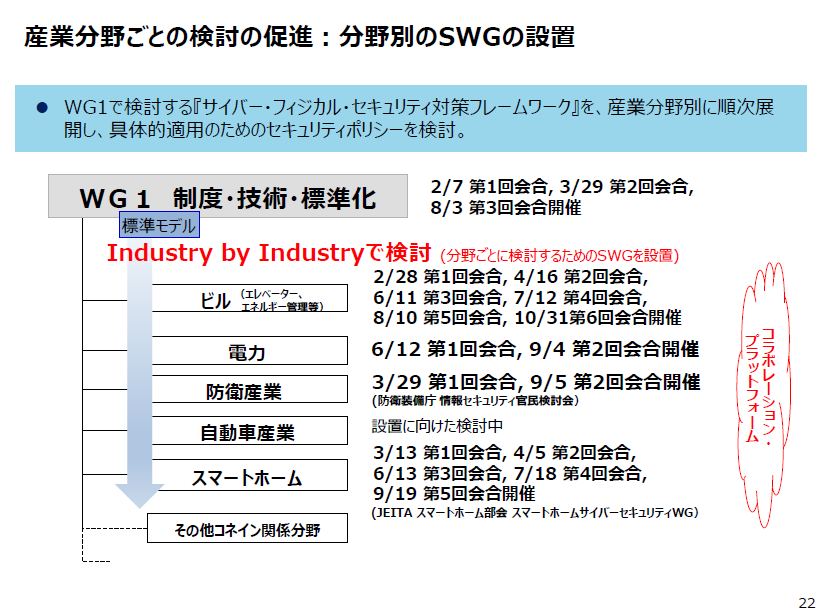 産業分野ごとの検討の促進：分野別のSWGの設置
● WG1で検討する『サイバー・フィジカル・セキュリティ対策フレームワーク』を、産業分野別に順次展
開し、具体的適用のためのセキュリティポリシーを検討。
ＷＧ１ 制度・技術・標準化
2/7 第1回会合, 3/29 第2回会合,
8/3 第3回会合開催
標準モデル
Industry by Industryで検討 (分野ごとに検討するためのSWGを設置)
ビル （エレベーター、
エネルギー管理等）
2/28 第1回会合, 4/16 第2回会合,
6/11 第3回会合, 7/12 第4回会合,
8/10 第5回会合, 10/31第6回会合開催
電力
6/12 第1回会合, 9/4 第2回会合開催
防衛産業
3/29 第1回会合, 9/5 第2回会合開催
(防衛装備庁 情報セキュリティ官民検討会）
自動車産業
設置に向けた検討中
スマートホーム
3/13 第1回会合, 4/5 第2回会合,
6/13 第3回会合, 7/18 第4回会合,
9/19 第5回会合開催
(JEITA スマートホーム部会 スマートホームサイバーセキュリティWG）
その他コネイン関係分野
コラボレーション・
プラットフォーム
22